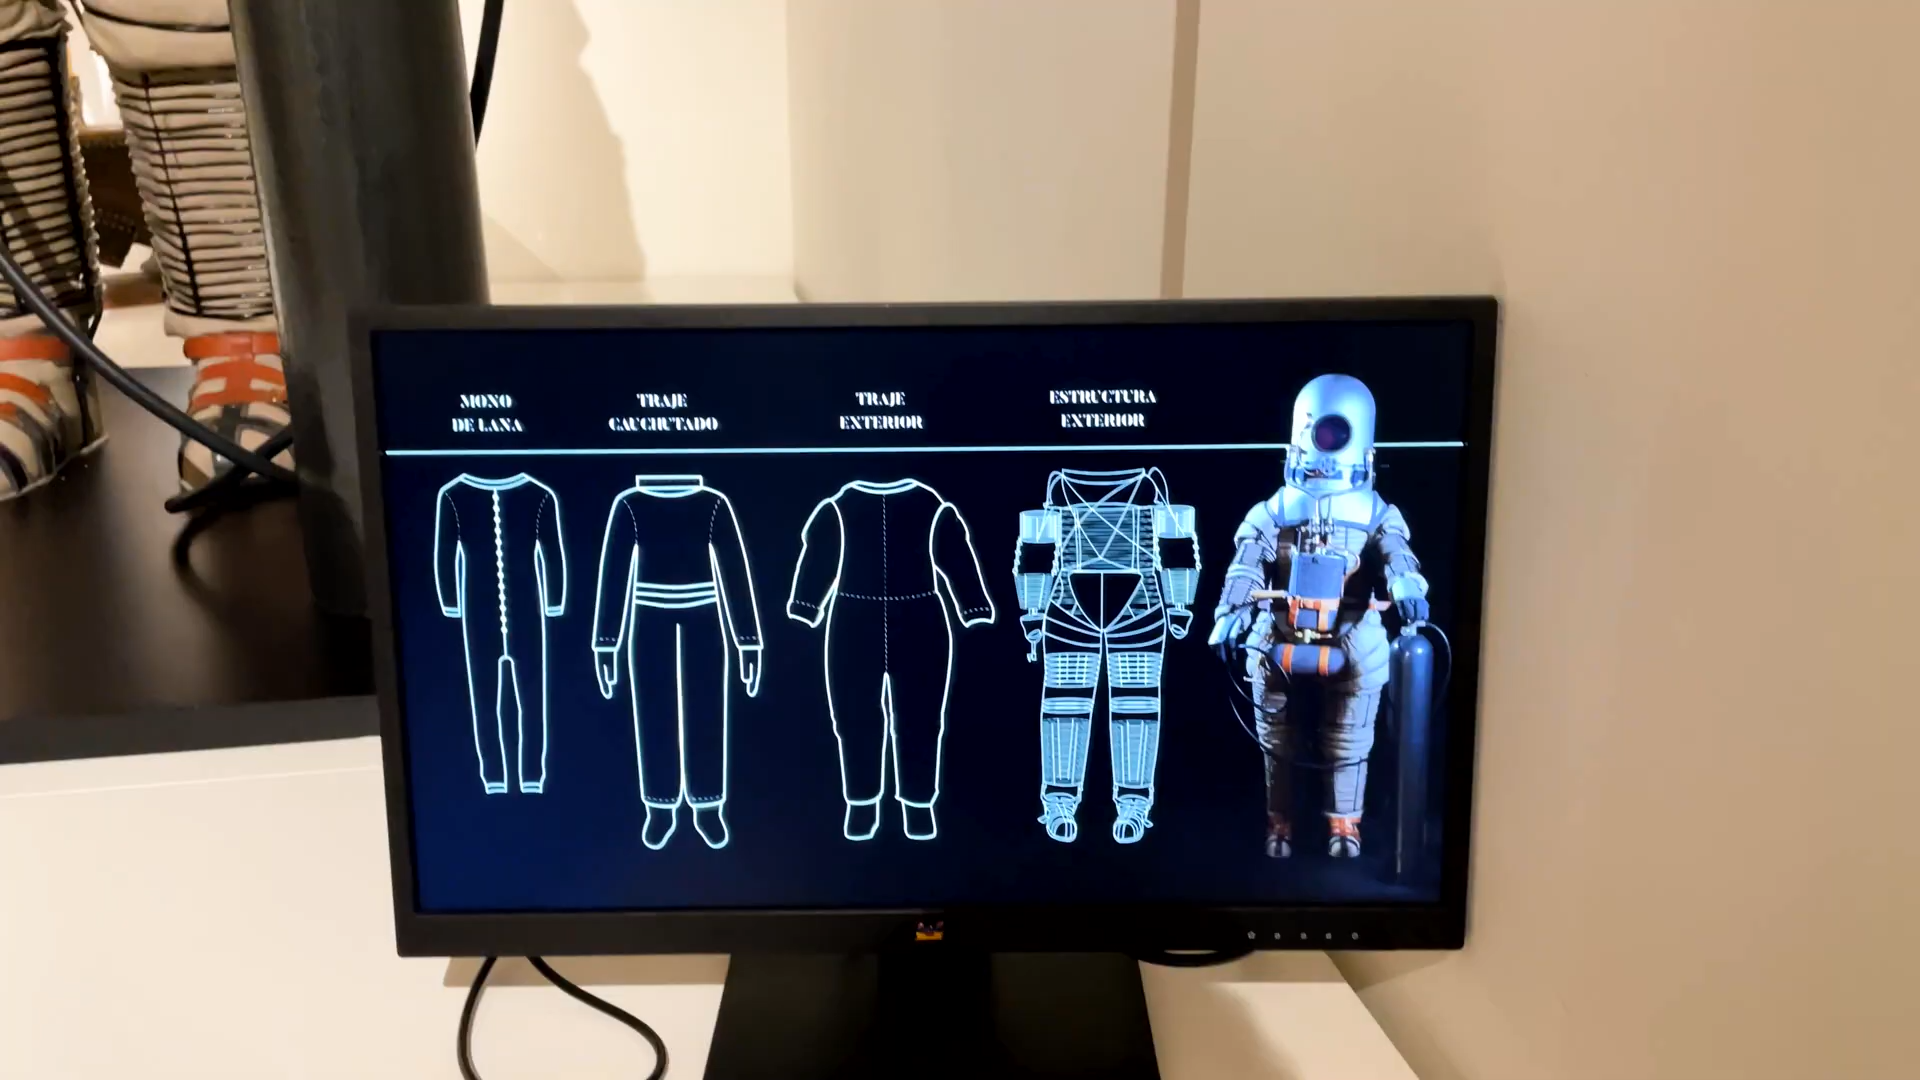 MONO
DE LANA
TRAJE
CAUCHUTADO
TRAJE
EXTERIOR
ESTRUCTURA
EXTERIOR